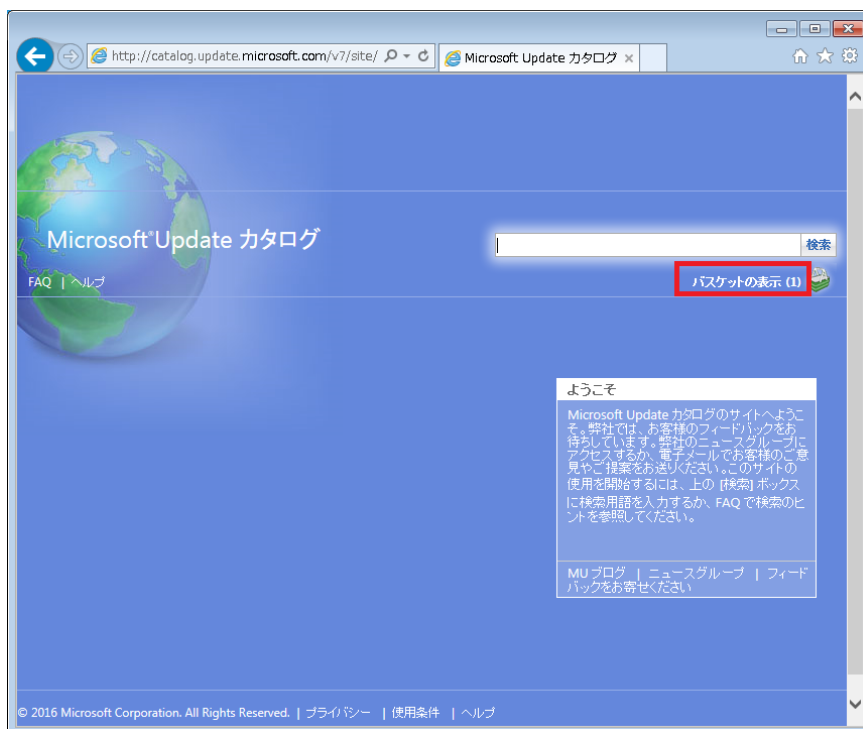 http://catalog.update.microsoft.com/v7/site/
Microsoft Update カタログ
Microsoft®Update カタログ
検索
FAQ | ヘルプ
バスケットの表示 (1)
ようこそ
Microsoft Update カタログのサイトへようこ
そ。弊社では、お客様のフィードバックをお
待ちしています。弊社のニュースグループに
アクセスするか、電子メールでお客様のご意
見やご提案をお送りください。このサイトの
使用を開始するには、上の [検索] ボックス
に検索用語を入力するか、FAQ で検索のヒ
ントを参照してください。
MU ブログ | ニュースグループ | フィード
バックをお寄せください
© 2016 Microsoft Corporation. All Rights Reserved. | プライバシー | 使用条件 | ヘルプ